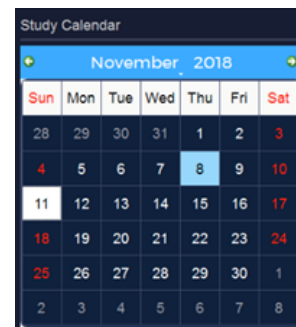 Study Calendar
November 2018
Sun Mon Tue Wed Thu Fri Sat
28 29 30 31 1 2 3
4 5 6 7 8 9 10
11 12 13 14 15 16 17
18 19 20 21 22 23 24
25 26 27 28 29 30 1
2 3 4 5 6 7 8